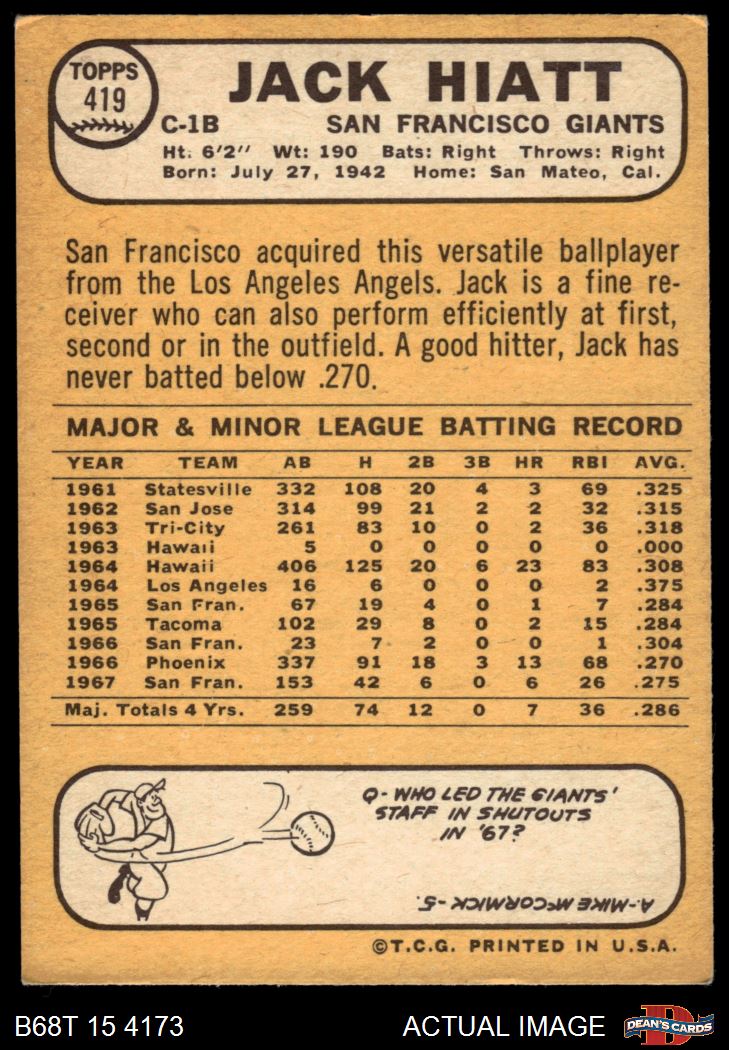 TOPPS
419
JACK HIATT
C-1B SAN FRANCISCO GIANTS
Ht: 6'2" Wt: 190 Bats: Right Throws: Right
Born: July 27, 1942 Home: San Mateo, Cal.
San Francisco acquired this versatile ballplayer
from the Los Angeles Angels. Jack is a fine re-
ceiver who can also perform efficiently at first,
second or in the outfield. A good hitter, Jack has
never batted below .270.
MAJOR & MINOR LEAGUE BATTING RECORD
YEAR TEAM AB H 2B 3B HR RBI AVG.
1961 Statesville 332 108 20 4 3 69 .325
1962 San Jose 314 99 21 2 2 32 .315
1963 Tri-City 261 83 10 0 2 36 .318
1963 Hawaii 5 0 0 0 0 0 .000
1964 Hawaii 406 125 20 6 23 83 .308
1964 Los Angeles 16 6 0 0 0 2 .375
1965 San Fran. 67 19 4 0 1 7 .284
1965 Tacoma 102 29 8 0 2 15 .284
1966 San Fran. 23 7 2 0 0 1 .304
1966 Phoenix 337 91 18 3 13 68 .270
1967 San Fran. 153 42 6 0 6 26 .275
Maj. Totals 4 Yrs. 259 74 12 0 7 36 .286
Q- WHO LED THE GIANTS'
STAFF IN SHUTOUTS
IN '67?
A- MIKE McCORMICK - 5.
©T.C.G. PRINTED IN U.S.A.
B68T 15 4173 ACTUAL IMAGE
D
DEAN'S CARDS